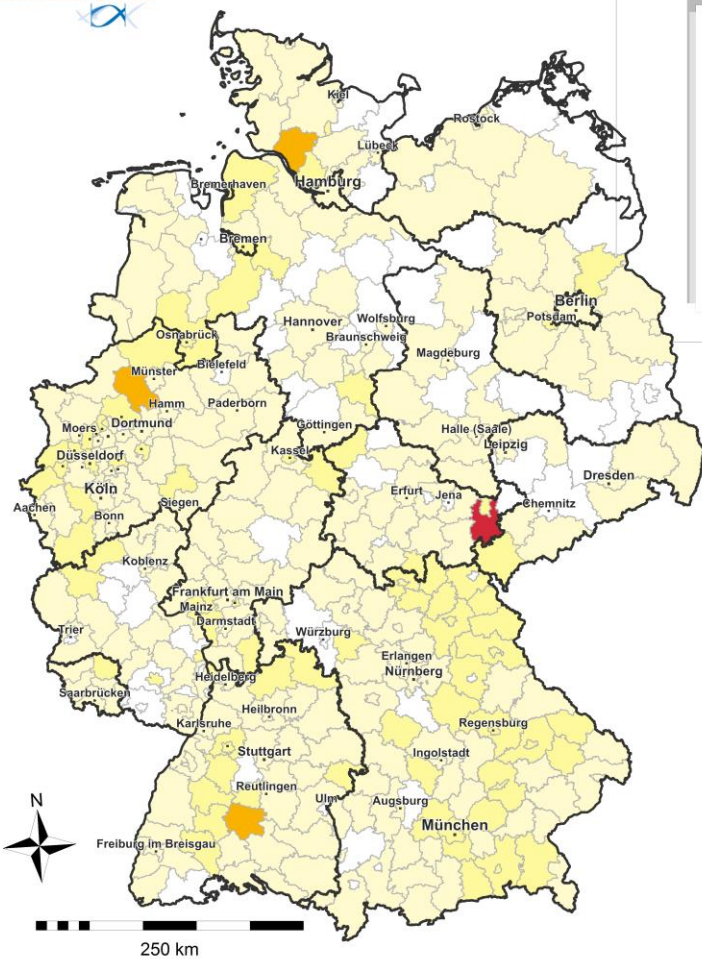 Kiel
Rostock
Lübeck
Bremerhaven
Hamburg
Bremen
Berlin
Potsdam
Hannover
Wolfsburg
Braunschweig
Osnabrück
Bielefeld
Magdeburg
Münster
Hamm
Paderborn
Göttingen
Halle (Saale)
Leipzig
Moers
Dortmund
Düsseldorf
Kassel
Dresden
Köln
Erfurt
Jena
Chemnitz
Aachen
Siegen
Bonn
Koblenz
Frankfurt am Main
Mainz
Darmstadt
Trier
Würzburg
Erlangen
Nürnberg
Saarbrücken
Heidelberg
Heilbronn
Karlsruhe
Regensburg
Stuttgart
Ingolstadt
Reutlingen
Ulm
Augsburg
München
N
Freiburg im Breisgau
250 km